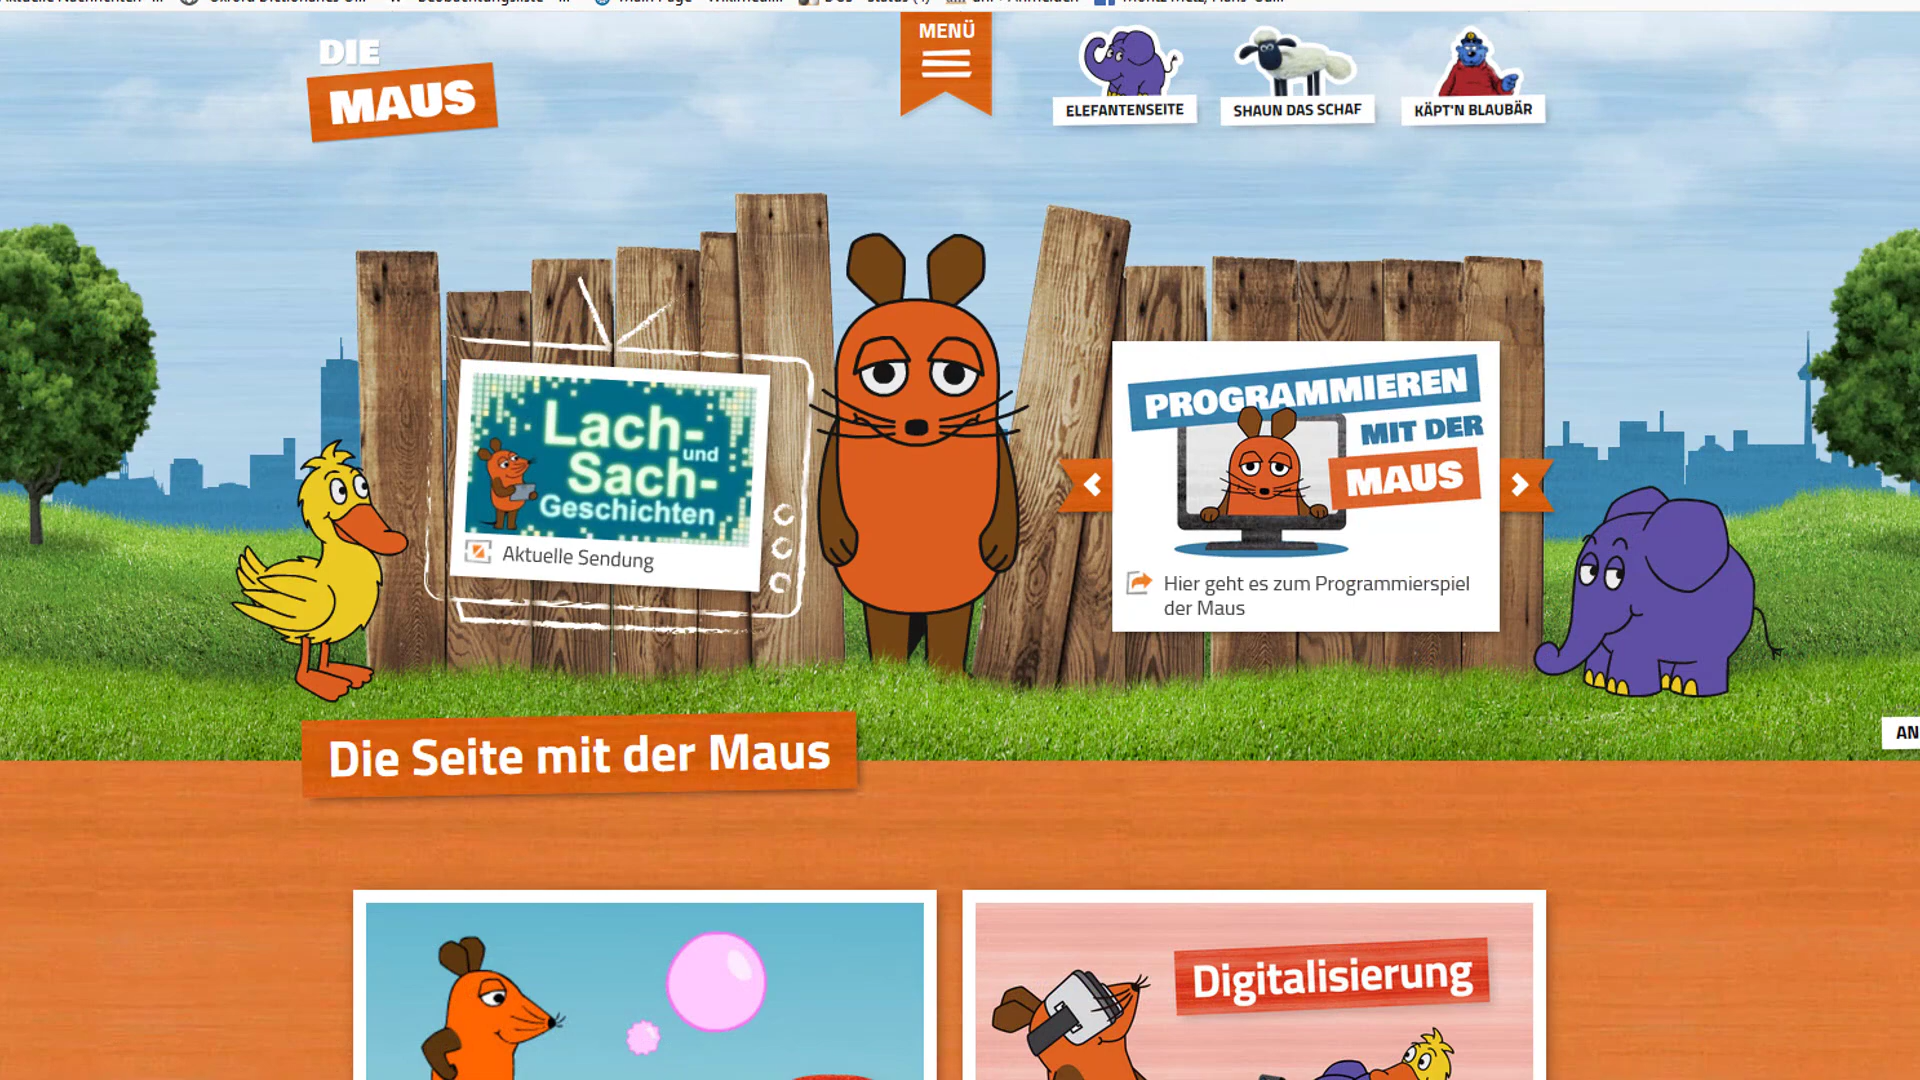 DIE
MAUS
MENÜ
ELEFANTENSEITE
SHAUN DAS SCHAF
KÄPT'N BLAUBÄR
Lach-
und
Sach-
Geschichten
Aktuelle Sendung
PROGRAMMIEREN
MIT DER
MAUS
Hier geht es zum Programmierspiel
der Maus
AN
Die Seite mit der Maus
Digitalisierung